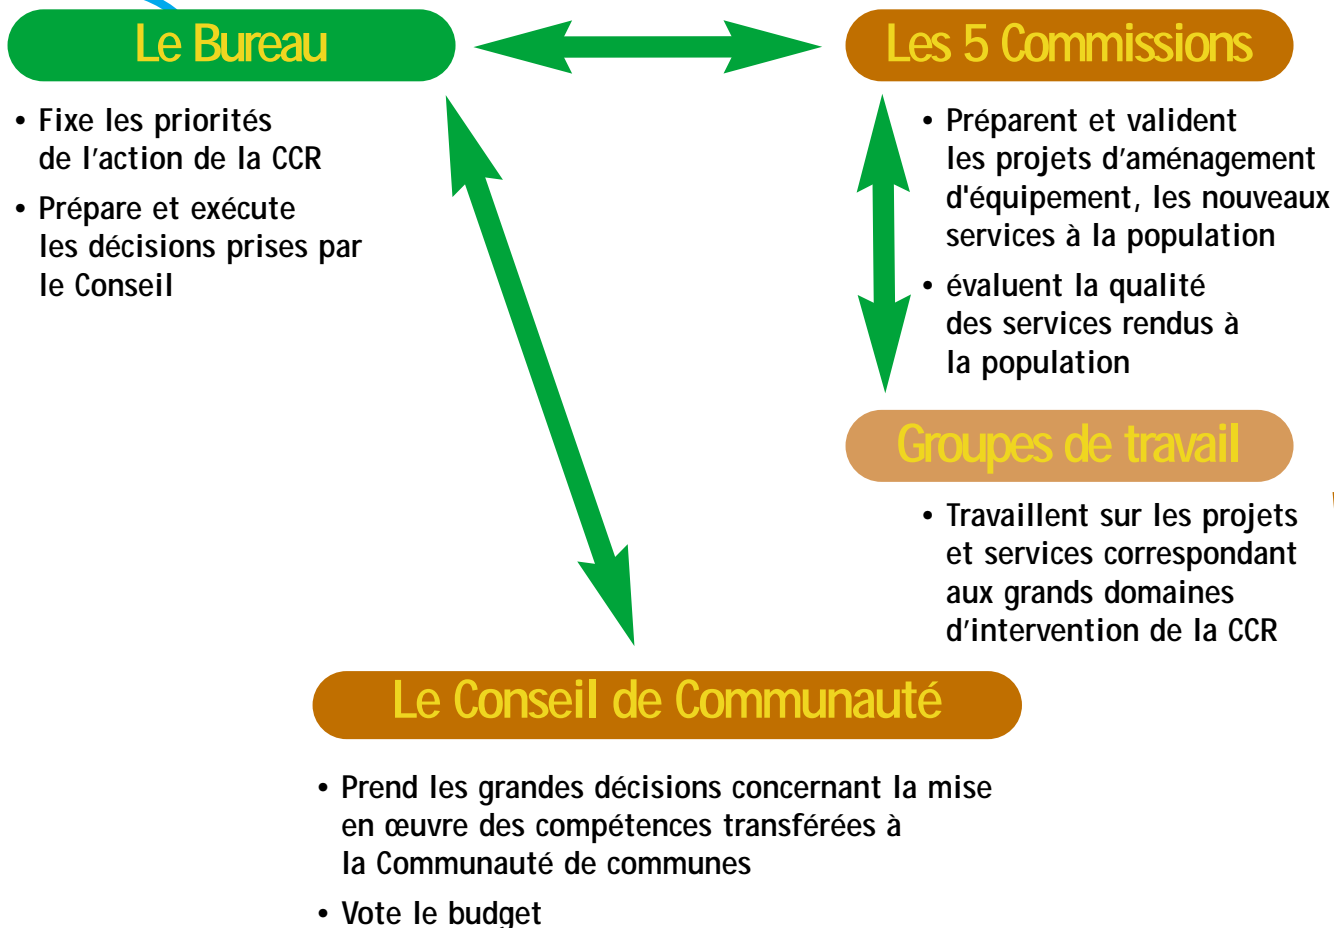 Le Bureau
• Fixe les priorités
de l'action de la CCR
• Prépare et exécute
les décisions prises par
le Conseil
Les 5 Commissions
• Préparent et valident
les projets d'aménagement
d'équipement, les nouveaux
services à la population
• évaluent la qualité
des services rendus à
la population
Groupes de travail
• Travaillent sur les projets
et services correspondant
aux grands domaines
d'intervention de la CCR
Le Conseil de Communauté
• Prend les grandes décisions concernant la mise
en œuvre des compétences transférées à
la Communauté de communes
• Vote le budget